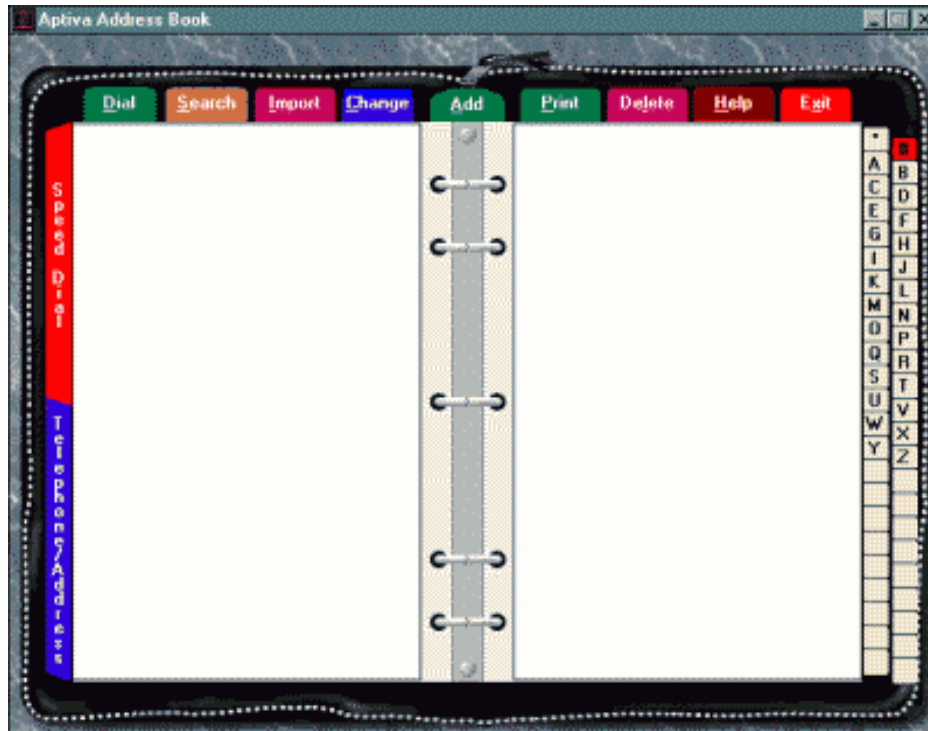 Aptiva Address Book
Dial Search Import Change Add Print Delete Help Exit
Speed Dial
Telephone/Address
*
A
C
E
G
I
K
M
O
Q
S
U
W
Y
#
B
D
F
H
J
L
N
P
R
T
V
X
Z